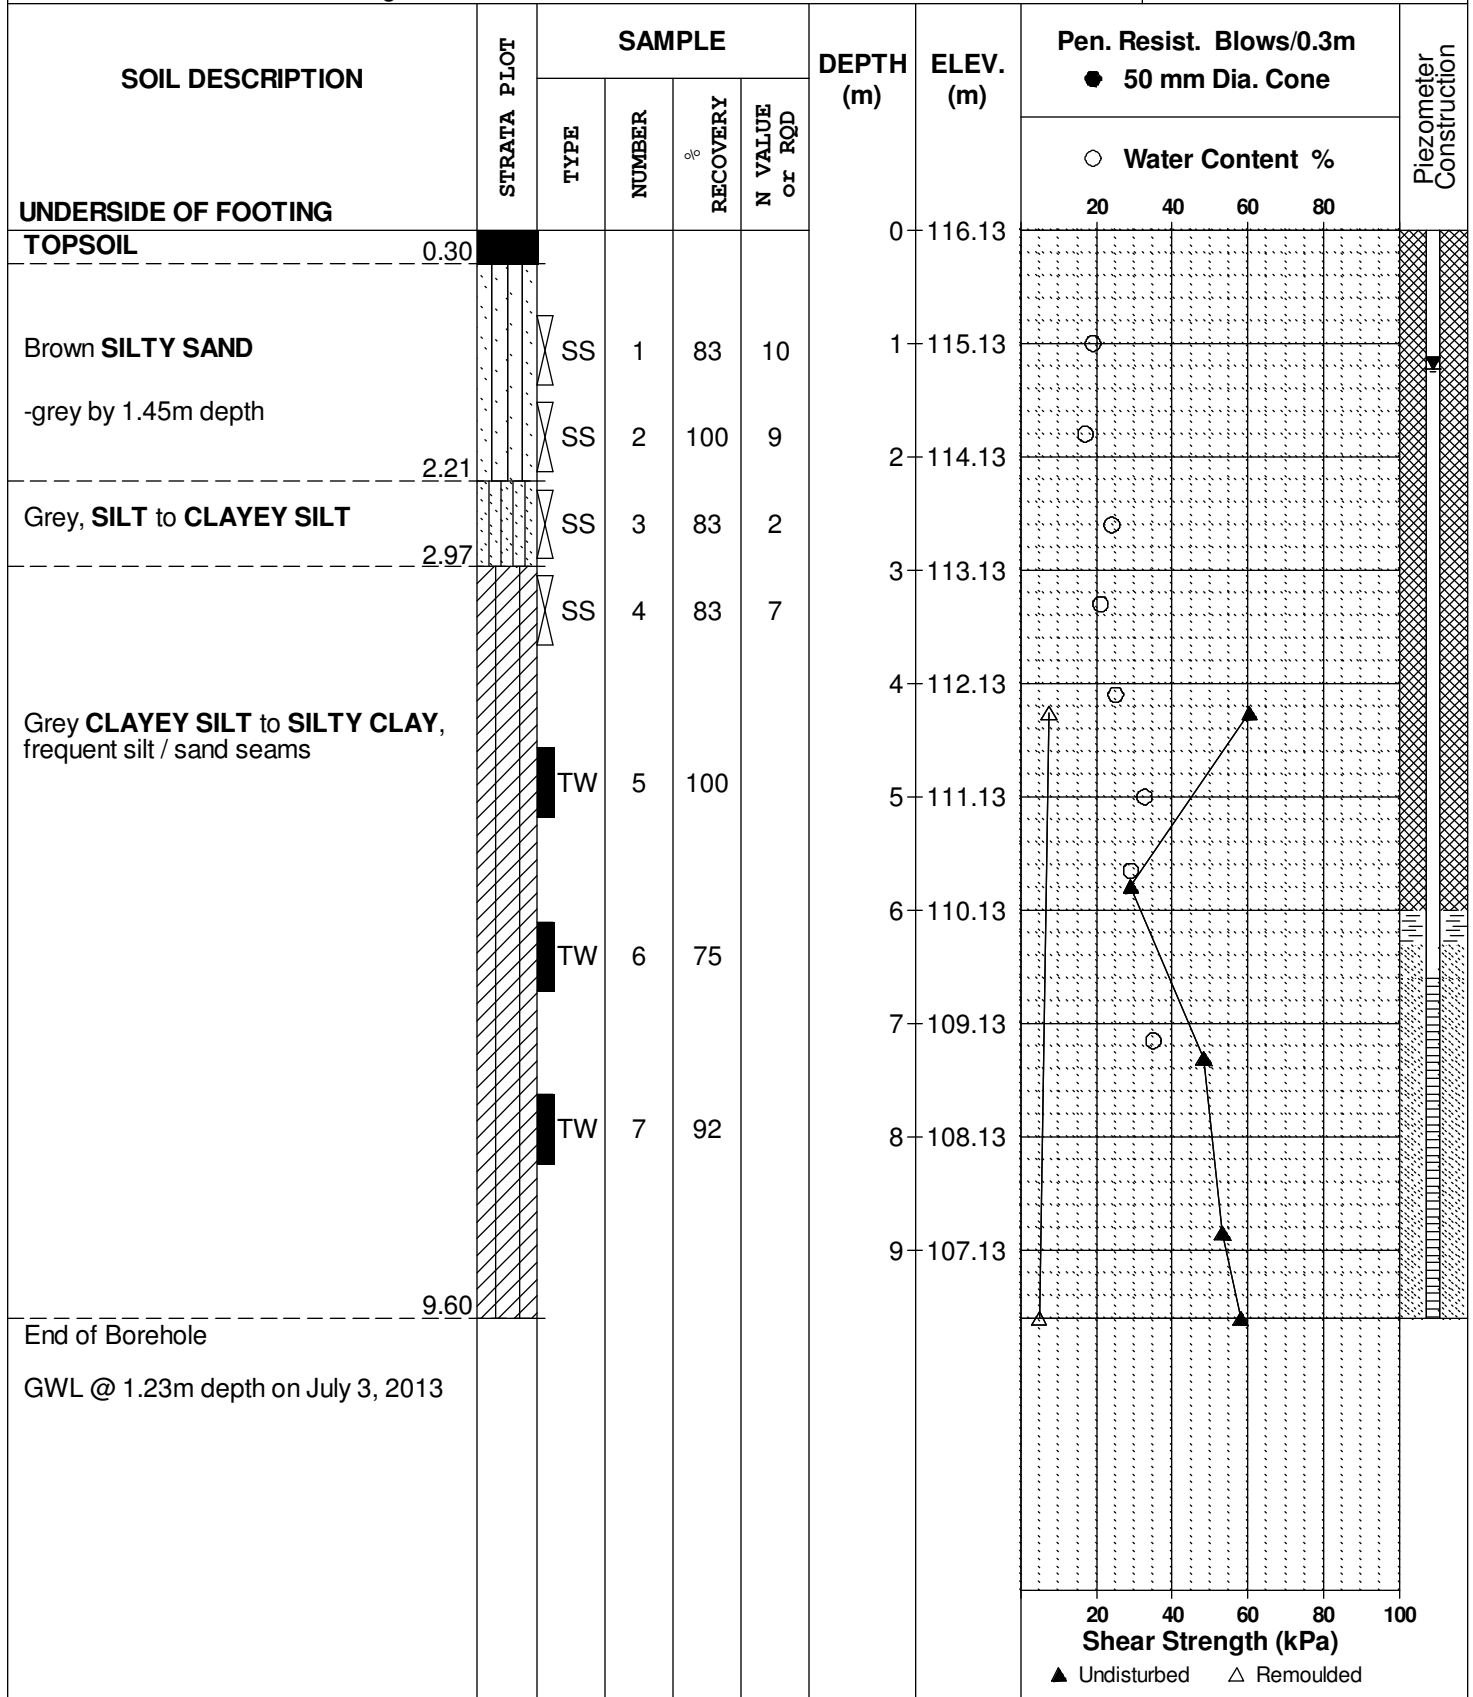 SOIL DESCRIPTION
STRATA PLOT
SAMPLE
TYPE
NUMBER
%
RECOVERY
N VALUE
or RQD
DEPTH
(m)
ELEV.
(m)
Pen. Resist. Blows/0.3m
50 mm Dia. Cone
Water Content %
20 40 60 80
Piezometer
Construction
UNDERSIDE OF FOOTING
0 116.13
TOPSOIL 0.30
Brown SILTY SAND
SS 1 83 10
1 115.13
-grey by 1.45m depth
SS 2 100 9
2 114.13
2.21
Grey, SILT to CLAYEY SILT
SS 3 83 2
2.97
3 113.13
SS 4 83 7
4 112.13
Grey CLAYEY SILT to SILTY CLAY,
frequent silt / sand seams
TW 5 100
5 111.13
6 110.13
TW 6 75
7 109.13
TW 7 92
8 108.13
9 107.13
9.60
End of Borehole
GWL @ 1.23m depth on July 3, 2013
20 40 60 80 100
Shear Strength (kPa)
Undisturbed Remoulded